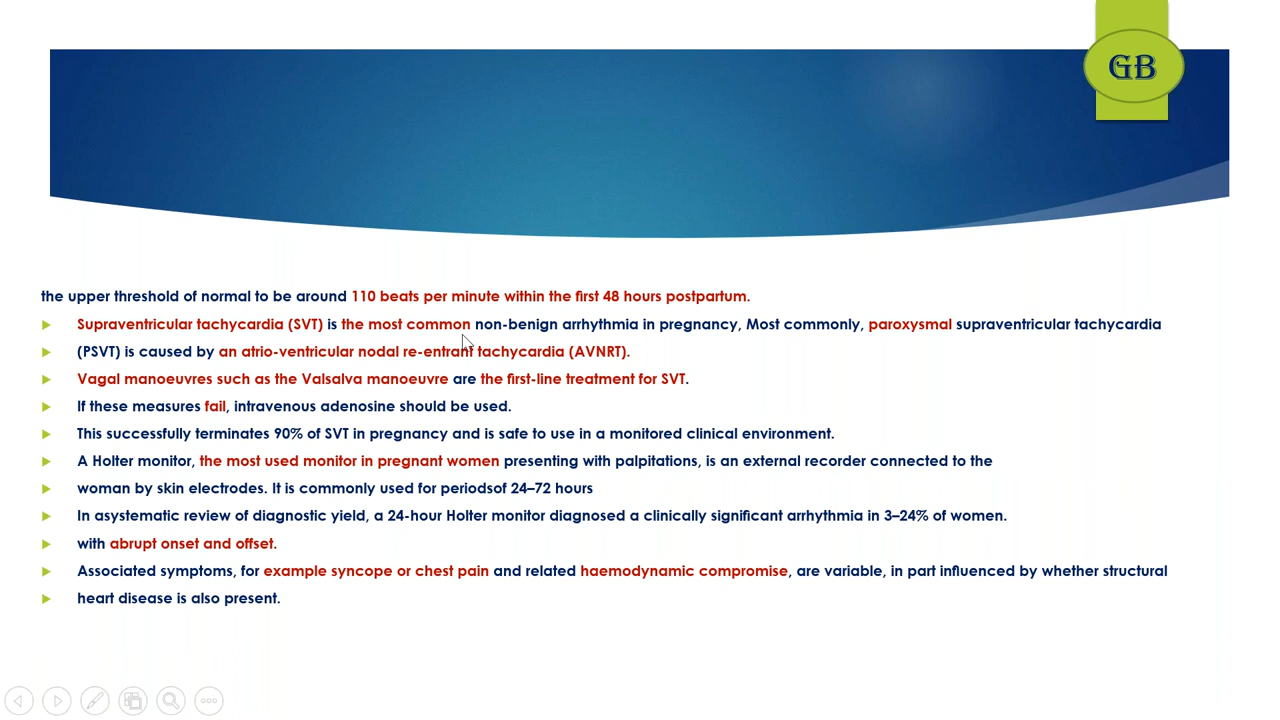 GB
the upper threshold of normal to be around 110 beats per minute within the first 48 hours postpartum.
Supraventricular tachycardia (SVT) is the most common non-benign arrhythmia in pregnancy, Most commonly, paroxysmal supraventricular tachycardia
(PSVT) is caused by an atrio-ventricular nodal re-entrant tachycardia (AVNRT).
Vagal manoeuvres such as the Valsalva manoeuvre are the first-line treatment for SVT.
If these measures fail, intravenous adenosine should be used.
This successfully terminates 90% of SVT in pregnancy and is safe to use in a monitored clinical environment.
A Holter monitor, the most used monitor in pregnant women presenting with palpitations, is an external recorder connected to the
woman by skin electrodes. It is commonly used for periodsof 24–72 hours
In asystematic review of diagnostic yield, a 24-hour Holter monitor diagnosed a clinically significant arrhythmia in 3–24% of women.
with abrupt onset and offset.
Associated symptoms, for example syncope or chest pain and related haemodynamic compromise, are variable, in part influenced by whether structural
heart disease is also present.